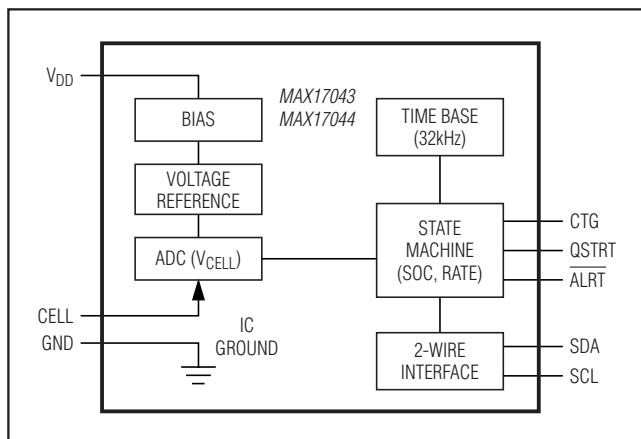 V_DD
BIAS
MAX17043
MAX17044
TIME BASE
(32kHz)
VOLTAGE
REFERENCE
ADC (V_CELL)
STATE
MACHINE
(SOC, RATE)
CTG
QSTRT
A̅L̅R̅T̅
CELL
GND
IC
GROUND
2-WIRE
INTERFACE
SDA
SCL